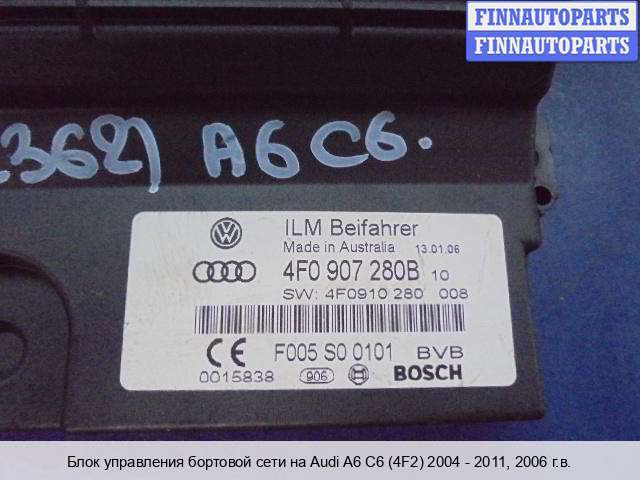 FINNAUTOPARTS
FINNAUTOPARTS
3621 A6 C6.
ILM Beifahrer
Made in Australia 13.01.06
4F0 907 280B 10
SW: 4F0910 280 008
CE F005 S0 0101 BVB
0015838 906 BOSCH
Блок управления бортовой сети на Audi A6 C6 (4F2) 2004 - 2011, 2006 г.в.